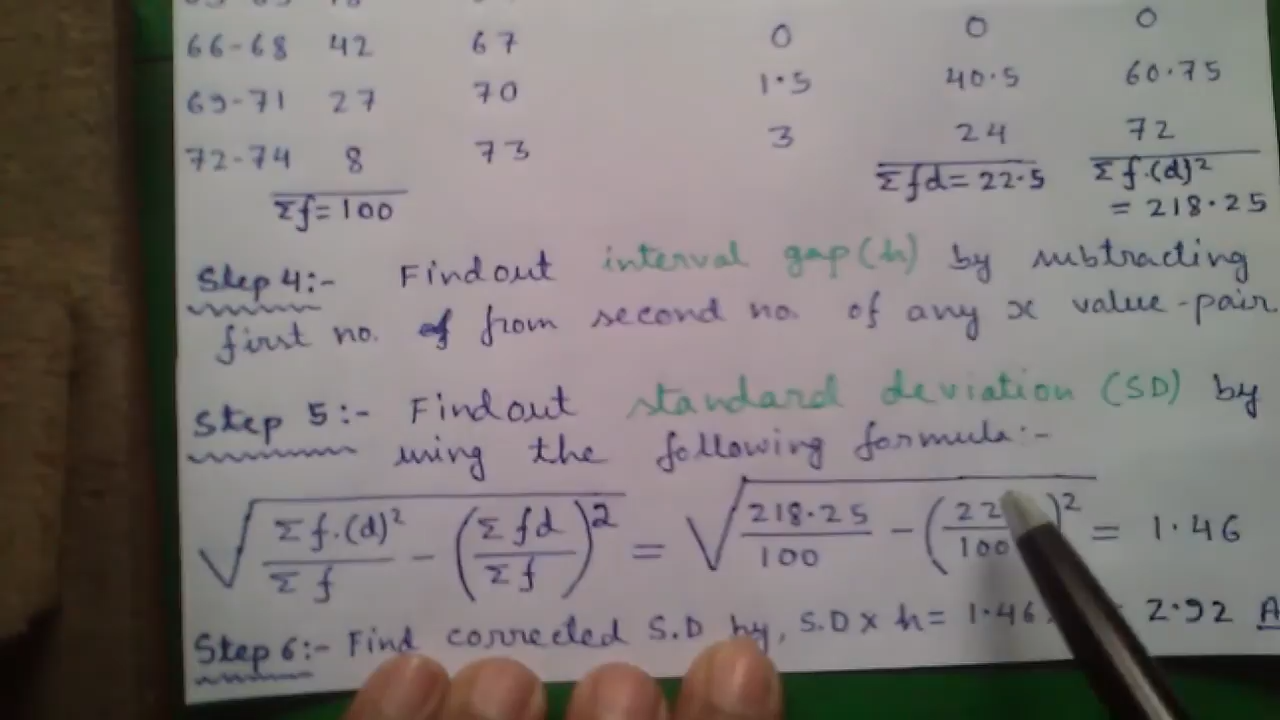 66-68 42 67 0 0 0
69-71 27 70 1.5 40.5 60.75
72-74 8 73 3 24 72
Σf=100 Σfd=22.5 Σf.(d)²
= 218.25
Step 4:- Findout interval gap(h) by subtracting
first no. from second no. of any x value-pair.
Step 5:- Findout standard deviation (SD) by
using the following formula:-
√(Σf.(d)²/Σf - (Σfd/Σf)²) = √(218.25/100 - (22/100)²) = 1.46
Step 6:- Find corrected S.D by, S.D x h = 1.46 2.92 A